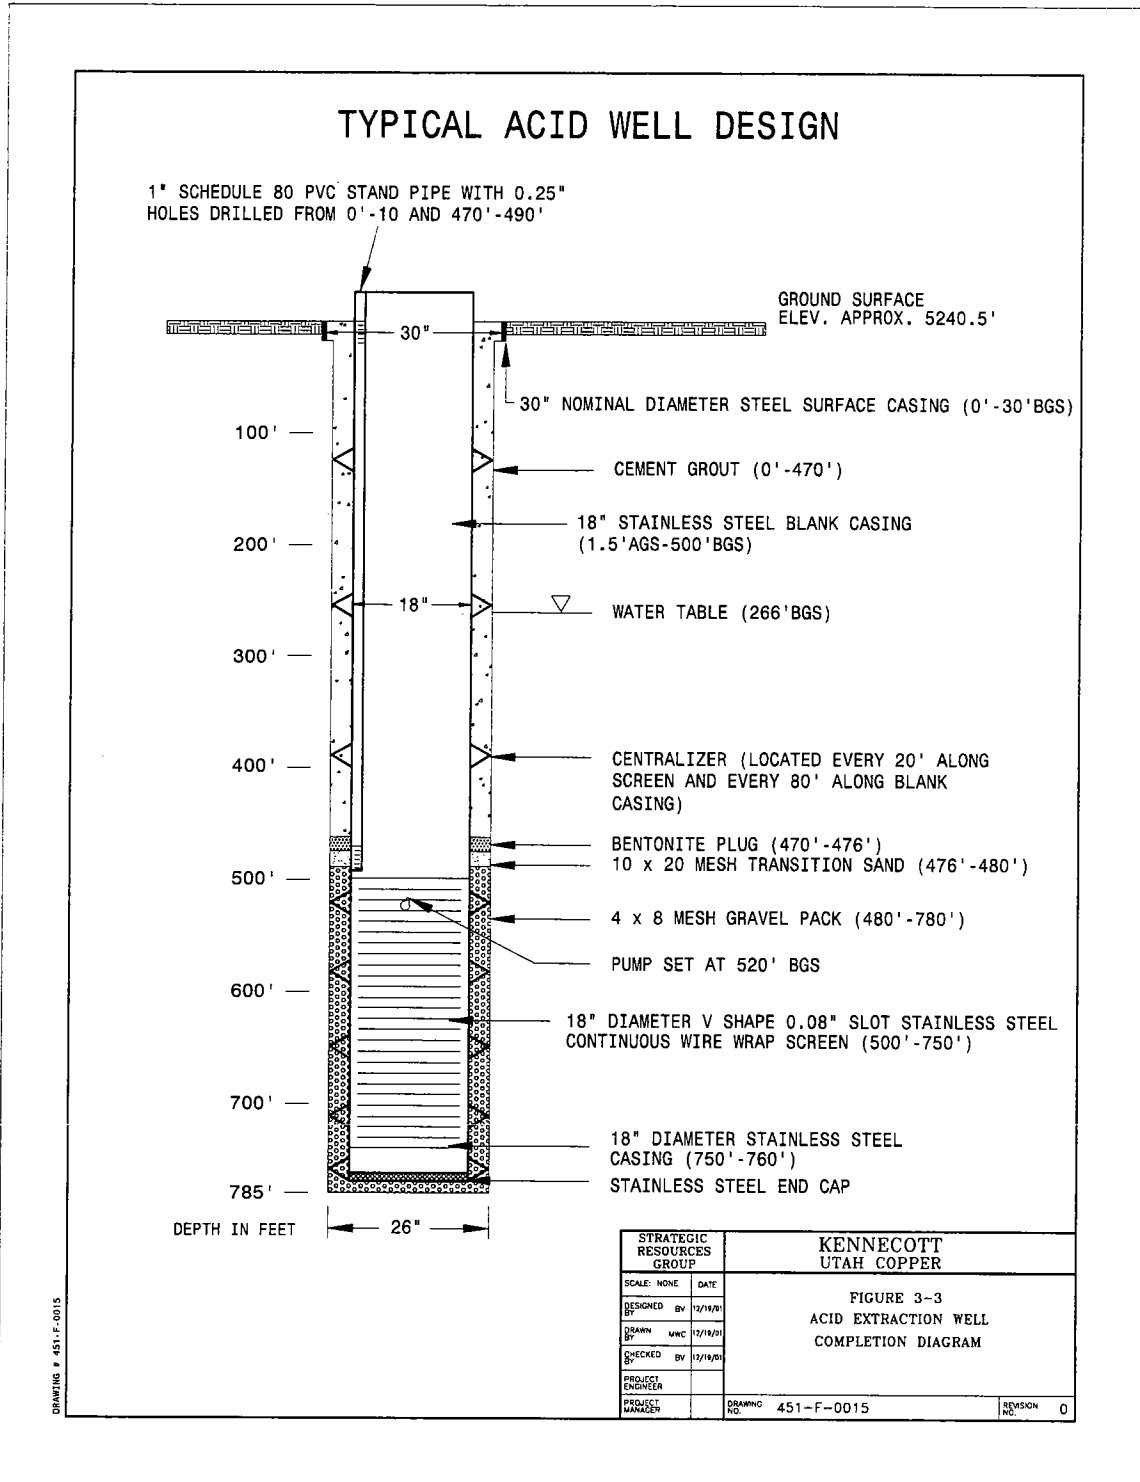 TYPICAL ACID WELL DESIGN
1" SCHEDULE 80 PVC STAND PIPE WITH 0.25"
HOLES DRILLED FROM 0'-10 AND 470'-490'
GROUND SURFACE
ELEV. APPROX. 5240.5'
30"
30" NOMINAL DIAMETER STEEL SURFACE CASING (0'-30'BGS)
100'
CEMENT GROUT (0'-470')
18" STAINLESS STEEL BLANK CASING
(1.5'AGS-500'BGS)
200'
18"
WATER TABLE (266'BGS)
300'
400'
CENTRALIZER (LOCATED EVERY 20' ALONG
SCREEN AND EVERY 80' ALONG BLANK
CASING)
BENTONITE PLUG (470'-476')
10 x 20 MESH TRANSITION SAND (476'-480')
500'
4 x 8 MESH GRAVEL PACK (480'-780')
PUMP SET AT 520' BGS
600'
18" DIAMETER V SHAPE 0.08" SLOT STAINLESS STEEL
CONTINUOUS WIRE WRAP SCREEN (500'-750')
700'
18" DIAMETER STAINLESS STEEL
CASING (750'-760')
STAINLESS STEEL END CAP
785'
DEPTH IN FEET
26"
STRATEGIC
RESOURCES
GROUP
KENNECOTT
UTAH COPPER
SCALE: NONE DATE
DESIGNED BY BV 12/19/01
DRAWN BY MWC 12/19/01
CHECKED BY BV 12/19/01
PROJECT
ENGINEER
PROJECT
MANAGER
FIGURE 3-3
ACID EXTRACTION WELL
COMPLETION DIAGRAM
DRAWING NO. 451-F-0015
REVISION NO. 0
DRAWING # 451-F-0015